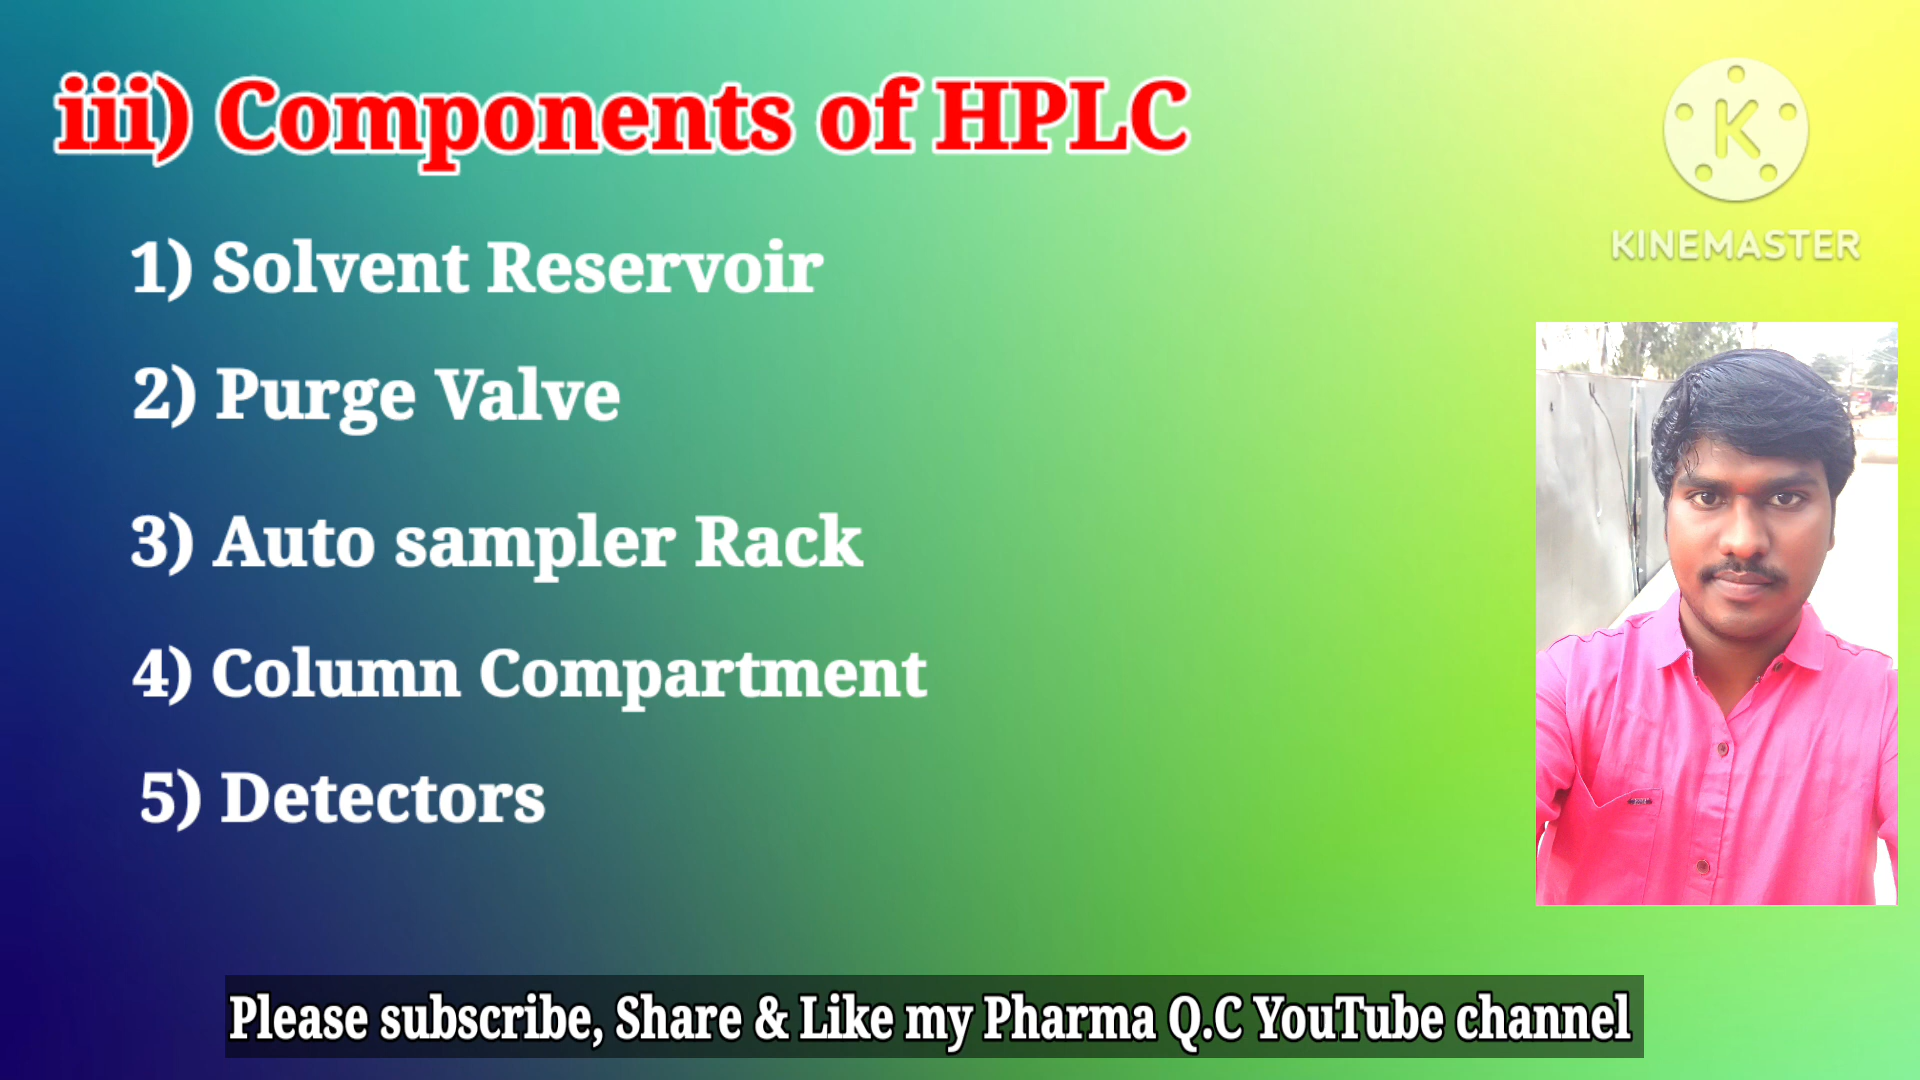 iii) Components of HPLC
1) Solvent Reservoir
2) Purge Valve
3) Auto sampler Rack
4) Column Compartment
5) Detectors
K
KINEMASTER
Please subscribe, Share & Like my Pharma Q.C YouTube channel